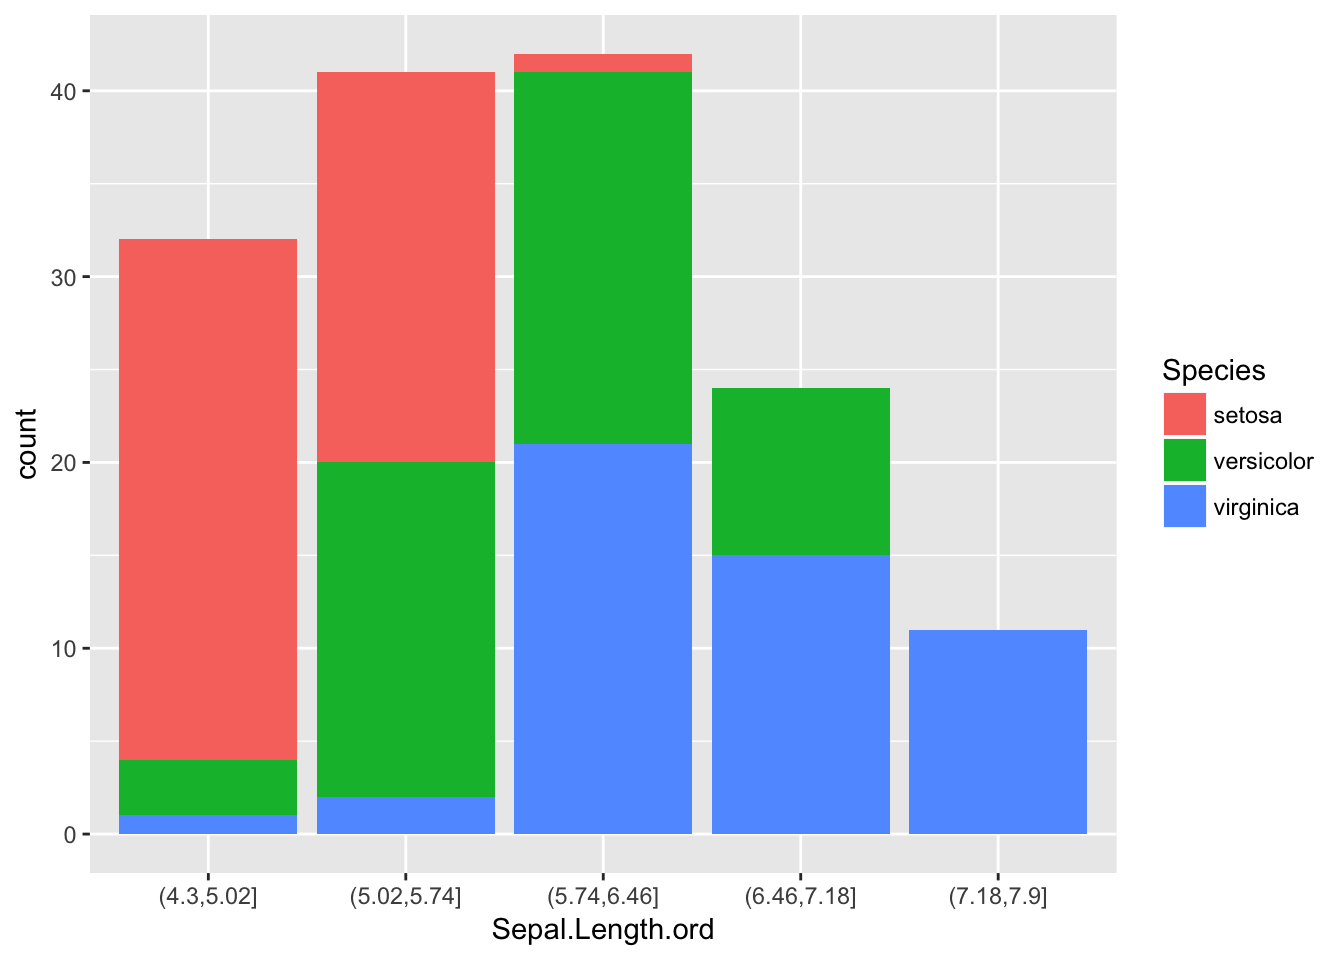 40
30
20
10
0
count
(4.3,5.02]
(5.02,5.74]
(5.74,6.46]
(6.46,7.18]
(7.18,7.9]
Sepal.Length.ord
Species
setosa
versicolor
virginica